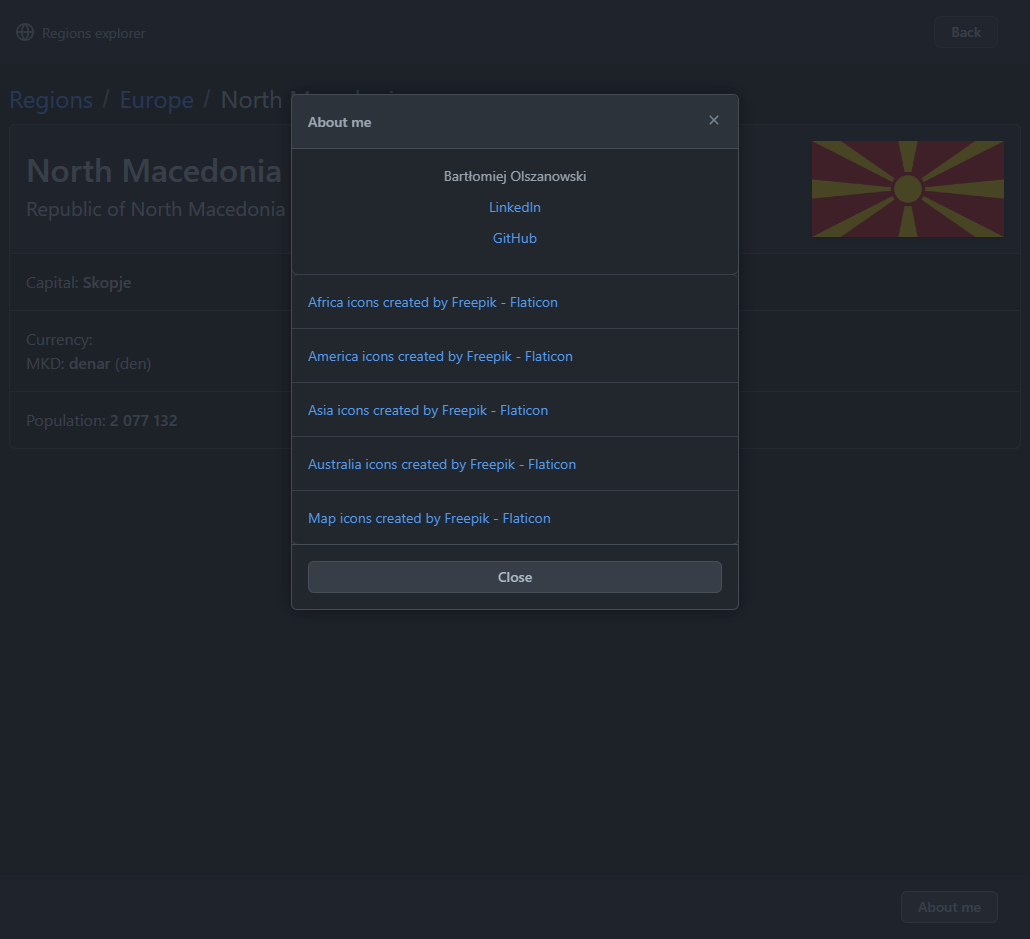 Regions explorer
Back
Regions / Europe / North
North Macedonia
Republic of North Macedonia
Capital: Skopje
Currency:
MKD: denar (den)
Population: 2 077 132
About me
Bartłomiej Olszanowski
LinkedIn
GitHub
Africa icons created by Freepik - Flaticon
America icons created by Freepik - Flaticon
Asia icons created by Freepik - Flaticon
Australia icons created by Freepik - Flaticon
Map icons created by Freepik - Flaticon
Close
About me